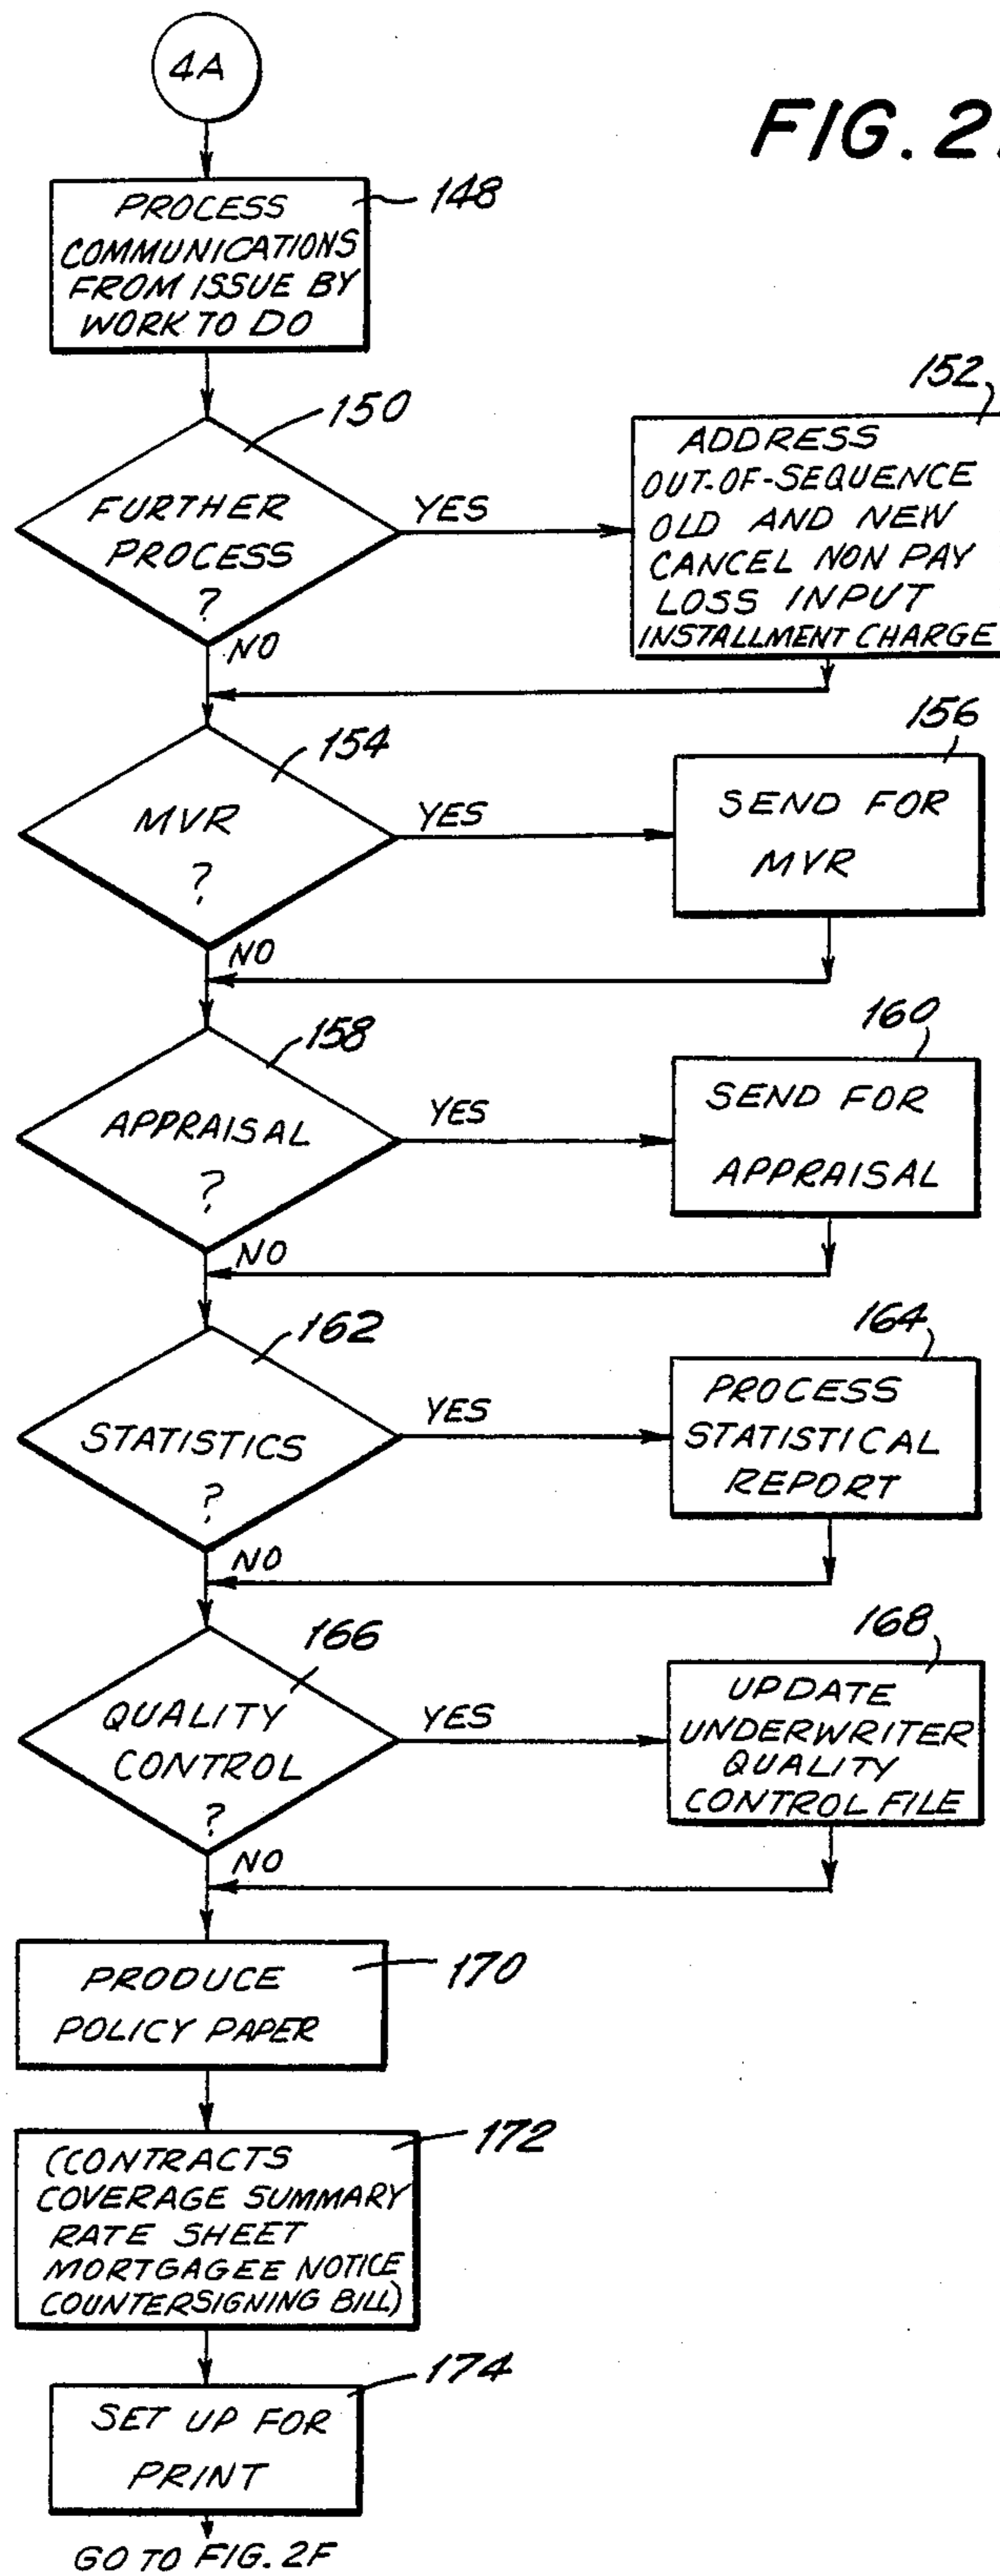 4A
FIG. 2
PROCESS
COMMUNICATIONS
FROM ISSUE BY
WORK TO DO
148
150
FURTHER
PROCESS
?
YES
NO
152
ADDRESS
OUT-OF-SEQUENCE
OLD AND NEW
CANCEL NON PAY
LOSS INPUT
INSTALLMENT CHARGE
154
MVR
?
YES
NO
156
SEND FOR
MVR
158
APPRAISAL
?
YES
NO
160
SEND FOR
APPRAISAL
162
STATISTICS
?
YES
NO
164
PROCESS
STATISTICAL
REPORT
166
QUALITY
CONTROL
?
YES
NO
168
UPDATE
UNDERWRITER
QUALITY
CONTROL FILE
170
PRODUCE
POLICY PAPER
172
(CONTRACTS
COVERAGE SUMMARY
RATE SHEET
MORTGAGEE NOTICE
COUNTERSIGNING BILL)
174
SET UP FOR
PRINT
GO TO FIG. 2F